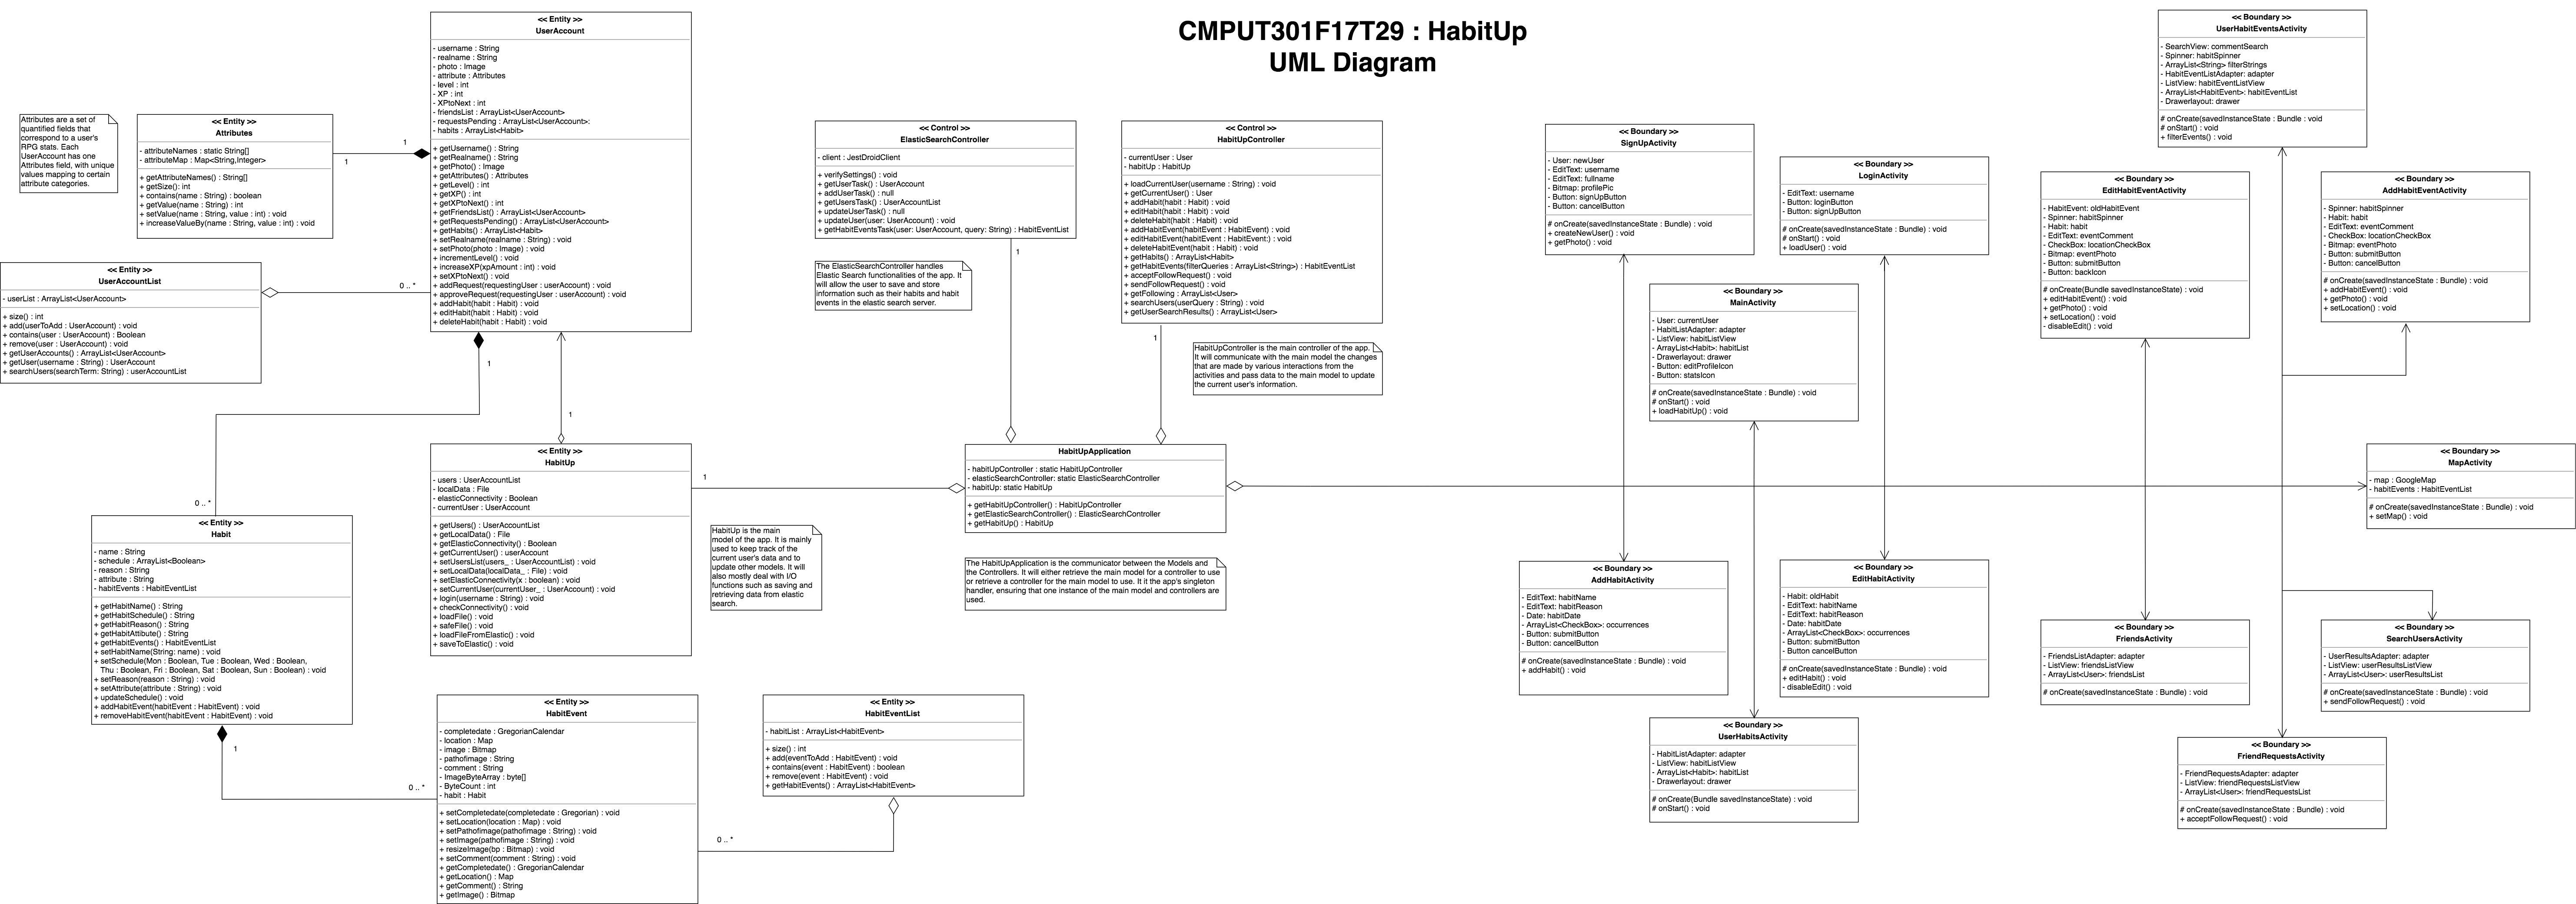 CMPUT301F17T29 : HabitUp
UML Diagram
<< Entity >>
UserAccount
- username : String
- realname : String
- photo : Image
- attribute : Attributes
- level : int
- XP : int
- XPtoNext : int
- friendsList : ArrayList<UserAccount>
- requestsPending : ArrayList<UserAccount>:
- habits : ArrayList<Habit>
+ getUsername() : String
+ getRealname() : String
+ getPhoto() : Image
+ getAttributes() : Attributes
+ getLevel() : int
+ getXP() : int
+ getXPtoNext() : int
+ getFriendsList() : ArrayList<UserAccount>
+ getRequestsPending() : ArrayList<UserAccount>
+ getHabits() : ArrayList<Habit>
+ setRealname(realname : String) : void
+ setPhoto(photo : Image) : void
+ incrementLevel() : void
+ increaseXP(xpAmount : int) : void
+ setXPtoNext() : void
+ addRequest(requestingUser : userAccount) : void
+ approveRequest(requestingUser : userAccount) : void
+ addHabit(habit : Habit) : void
+ editHabit(habit : Habit) : void
+ deleteHabit(habit : Habit) : void
Attributes are a set of
quantified fields that
correspond to a user's
RPG stats. Each
UserAccount has one
Attributes field, with unique
values mapping to certain
attribute categories.
<< Entity >>
Attributes
- attributeNames : static String[]
- attributeMap : Map<String,Integer>
+ getAttributeNames() : String[]
+ getSize(): int
+ contains(name : String) : boolean
+ getValue(name : String) : int
+ setValue(name : String, value : int) : void
+ increaseValueBy(name : String, value : int) : void
1
1
<< Entity >>
UserAccountList
- userList : ArrayList<UserAccount>
+ size() : int
+ add(userToAdd : UserAccount) : void
+ contains(user : UserAccount) : Boolean
+ remove(user : UserAccount) : void
+ getUserAccounts() : ArrayList<UserAccount>
+ getUser(username : String) : UserAccount
+ searchUsers(searchTerm: String) : userAccountList
0 .. *
1
0 .. *
1
<< Entity >>
Habit
- name : String
- schedule : ArrayList<Boolean>
- reason : String
- attribute : String
- habitEvents : HabitEventList
+ getHabitName() : String
+ getHabitSchedule() : String
+ getHabitReason() : String
+ getHabitAttibute() : String
+ getHabitEvents() : HabitEventList
+ setHabitName(String: name) : void
+ setSchedule(Mon : Boolean, Tue : Boolean, Wed : Boolean,
Thu : Boolean, Fri : Boolean, Sat : Boolean, Sun : Boolean) : void
+ setReason(reason : String) : void
+ setAttribute(attribute : String) : void
+ updateSchedule() : void
+ addHabitEvent(habitEvent : HabitEvent) : void
+ removeHabitEvent(habitEvent : HabitEvent) : void
1
0 .. *
<< Entity >>
HabitUp
- users : UserAccountList
- localData : File
- elasticConnectivity : Boolean
- currentUser : UserAccount
+ getUsers() : UserAccountList
+ getLocalData() : File
+ getElasticConnectivity() : Boolean
+ getCurrentUser() : userAccount
+ setUsersList(users_ : UserAccountList) : void
+ setLocalData(localData_ : File) : void
+ setElasticConnectivity(x : boolean) : void
+ setCurrentUser(currentUser_ : UserAccount) : void
+ login(username : String) : void
+ checkConnectivity() : void
+ loadFile() : void
+ safeFile() : void
+ loadFileFromElastic() : void
+ saveToElastic() : void
1
HabitUp is the main
model of the app. It is mainly
used to keep track of the
current user's data and to
update other models. It will
also mostly deal with I/O
functions such as saving and
retrieving data from elastic
search.
<< Entity >>
HabitEvent
- completedate : GregorianCalendar
- location : Map
- image : Bitmap
- pathofimage : String
- comment : String
- ImageByteArray : byte[]
- ByteCount : int
- habit : Habit
+ setCompletedate(completedate : Gregorian) : void
+ setLocation(location : Map) : void
+ setPathofimage(pathofimage : String) : void
+ setImage(pathofimage : String) : void
+ resizeImage(bp : Bitmap) : void
+ setComment(comment : String) : void
+ getCompletedate() : GregorianCalendar
+ getLocation() : Map
+ getComment() : String
+ getImage() : Bitmap
<< Entity >>
HabitEventList
- habitList : ArrayList<HabitEvent>
+ size() : int
+ add(eventToAdd : HabitEvent) : void
+ contains(event : HabitEvent) : boolean
+ remove(event : HabitEvent) : void
+ getHabitEvents() : ArrayList<HabitEvent>
0 .. *
<< Control >>
ElasticSearchController
- client : JestDroidClient
+ verifySettings() : void
+ getUserTask() : UserAccount
+ addUserTask() : null
+ getUsersTask() : UserAccountList
+ updateUserTask() : null
+ updateUser(user: UserAccount) : void
+ getHabitEventsTask(user: UserAccount, query: String) : HabitEventList
1
The ElasticSearchController handles
Elastic Search functionalities of the app. It
will allow the user to save and store
information such as their habits and habit
events in the elastic search server.
<< Control >>
HabitUpController
- currentUser : User
- habitUp : HabitUp
+ loadCurrentUser(username : String) : void
+ getCurrentUser() : User
+ addHabit(habit : Habit) : void
+ editHabit(habit : Habit) : void
+ deleteHabit(habit : Habit) : void
+ addHabitEvent(habitEvent : HabitEvent) : void
+ editHabitEvent(habitEvent : HabitEvent:) : void
+ deleteHabitEvent(habit : Habit) : void
+ getHabits() : ArrayList<Habit>
+ getHabitEvents(filterQueries : ArrayList<String>) : HabitEventList
+ acceptFollowRequest() : void
+ sendFollowRequest() : void
+ getFollowing : ArrayList<User>
+ searchUsers(userQuery : String) : void
+ getUserSearchResults() : ArrayList<User>
1
HabitUpController is the main controller of the app.
It will communicate with the main model the changes
that are made by various interactions from the
activities and pass data to the main model to update
the current user's information.
HabitUpApplication
- habitUpController : static HabitUpController
- elasticSearchController: static ElasticSearchController
- habitUp: static HabitUp
+ getHabitUpController() : HabitUpController
+ getElasticSearchController() : ElasticSearchController
+ getHabitUp() : HabitUp
The HabitUpApplication is the communicator between the Models and
the Controllers. It will either retrieve the main model for a controller to use
or retrieve a controller for the main model to use. It it the app's singleton
handler, ensuring that one instance of the main model and controllers are
used.
<< Boundary >>
SignUpActivity
- User: newUser
- EditText: username
- EditText: fullname
- Bitmap: profilePic
- Button: signUpButton
- Button: cancelButton
# onCreate(savedInstanceState : Bundle) : void
+ createNewUser() : void
+ getPhoto() : void
<< Boundary >>
LoginActivity
- EditText: username
- Button: loginButton
- Button: signUpButton
# onCreate(savedInstanceState : Bundle) : void
# onStart() : void
+ loadUser() : void
<< Boundary >>
MainActivity
- User: currentUser
- HabitListAdapter: adapter
- ListView: habitListView
- ArrayList<Habit>: habitList
- Drawerlayout: drawer
- Button: editProfileIcon
- Button: statsIcon
# onCreate(savedInstanceState : Bundle) : void
# onStart() : void
+ loadHabitUp() : void
<< Boundary >>
AddHabitActivity
- EditText: habitName
- EditText: habitReason
- Date: habitDate
- ArrayList<CheckBox>: occurrences
- Button: submitButton
- Button: cancelButton
# onCreate(savedInstanceState : Bundle) : void
+ addHabit() : void
<< Boundary >>
EditHabitActivity
- Habit: oldHabit
- EditText: habitName
- EditText: habitReason
- Date: habitDate
- ArrayList<CheckBox>: occurrences
- Button: submitButton
- Button cancelButton
# onCreate(savedInstanceState : Bundle) : void
+ editHabit() : void
- disableEdit() : void
<< Boundary >>
UserHabitsActivity
- HabitListAdapter: adapter
- ListView: habitListView
- ArrayList<Habit>: habitList
- Drawerlayout: drawer
# onCreate(Bundle savedInstanceState) : void
# onStart() : void
<< Boundary >>
UserHabitEventsActivity
- SearchView: commentSearch
- Spinner: habitSpinner
- ArrayList<String> filterStrings
- HabitEventListAdapter: adapter
- ListView: habitEventListView
- ArrayList<HabitEvent>: habitEventList
- Drawerlayout: drawer
# onCreate(savedInstanceState : Bundle : void
# onStart() : void
+ filterEvents() : void
<< Boundary >>
EditHabitEventActivity
- HabitEvent: oldHabitEvent
- Spinner: habitSpinner
- Habit: habit
- EditText: eventComment
- CheckBox: locationCheckBox
- Bitmap: eventPhoto
- Button: submitButton
- Button: backIcon
# onCreate(Bundle savedInstanceState) : void
+ editHabitEvent() : void
+ getPhoto() : void
+ setLocation() : void
- disableEdit() : void
<< Boundary >>
AddHabitEventActivity
- Spinner: habitSpinner
- Habit: habit
- EditText: eventComment
- CheckBox: locationCheckBox
- Bitmap: eventPhoto
- Button: submitButton
- Button: cancelButton
# onCreate(savedInstanceState : Bundle) : void
+ addHabitEvent() : void
+ getPhoto() : void
+ setLocation() : void
<< Boundary >>
MapActivity
- map : GoogleMap
- habitEvents : HabitEventList
# onCreate(savedInstanceState : Bundle) : void
+ setMap() : void
<< Boundary >>
FriendsActivity
- FriendsListAdapter: adapter
- ListView: friendsListView
- ArrayList<User>: friendsList
# onCreate(savedInstanceState : Bundle) : void
<< Boundary >>
SearchUsersActivity
- UserResultsAdapter: adapter
- ListView: userResultsListView
- ArrayList<User>: userResultsList
# onCreate(savedInstanceState : Bundle) : void
+ sendFollowRequest() : void
<< Boundary >>
FriendRequestsActivity
- FriendRequestsAdapter: adapter
- ListView: friendRequestsListView
- ArrayList<User>: friendRequestsList
# onCreate(savedInstanceState : Bundle) : void
+ acceptFollowRequest() : void